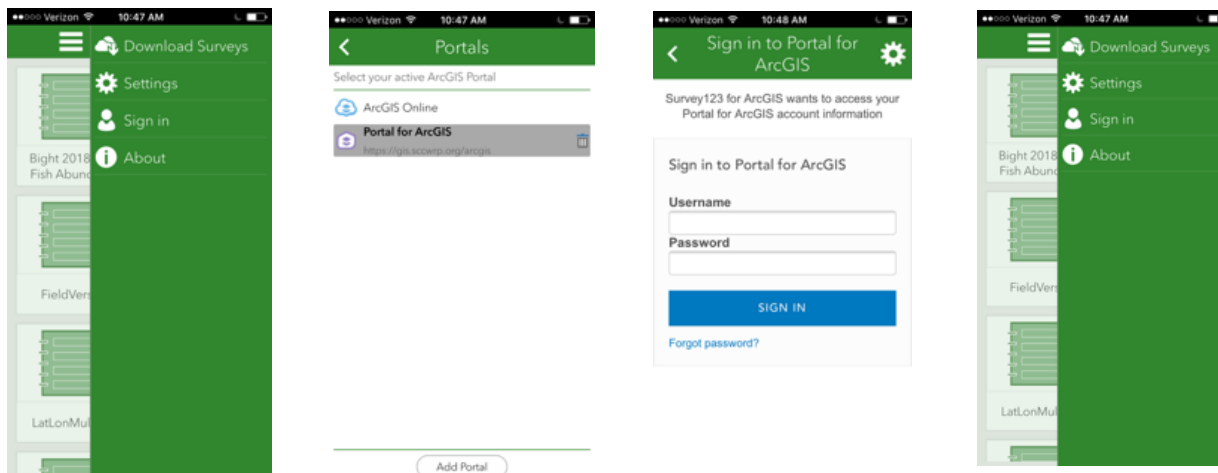 ●●○○○ Verizon 10:47 AM
Download Surveys
Settings
Sign in
About
Bight 2018
Fish Abund
FieldVers
LatLonMul
●●○○○ Verizon 10:47 AM
Portals
Select your active ArcGIS Portal
ArcGIS Online
Portal for ArcGIS
https://gis.sccwrp.org/arcgis
Add Portal
●●○○○ Verizon 10:48 AM
Sign in to Portal for
ArcGIS
Survey123 for ArcGIS wants to access your
Portal for ArcGIS account information
Sign in to Portal for ArcGIS
Username
Password
SIGN IN
Forgot password?
●●○○○ Verizon 10:47 AM
Download Surveys
Settings
Sign in
About
Bight 2018
Fish Abund
FieldVers
LatLonMul